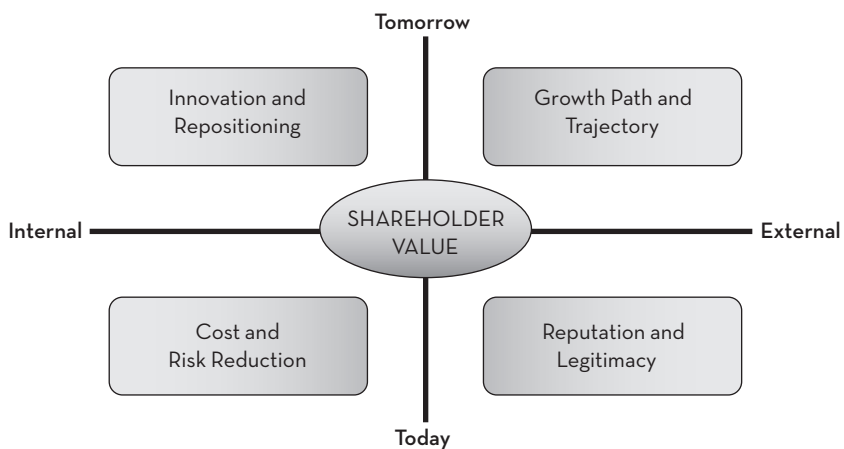 Tomorrow
Innovation and
Repositioning
Growth Path and
Trajectory
Internal
SHAREHOLDER
VALUE
External
Cost and
Risk Reduction
Reputation and
Legitimacy
Today